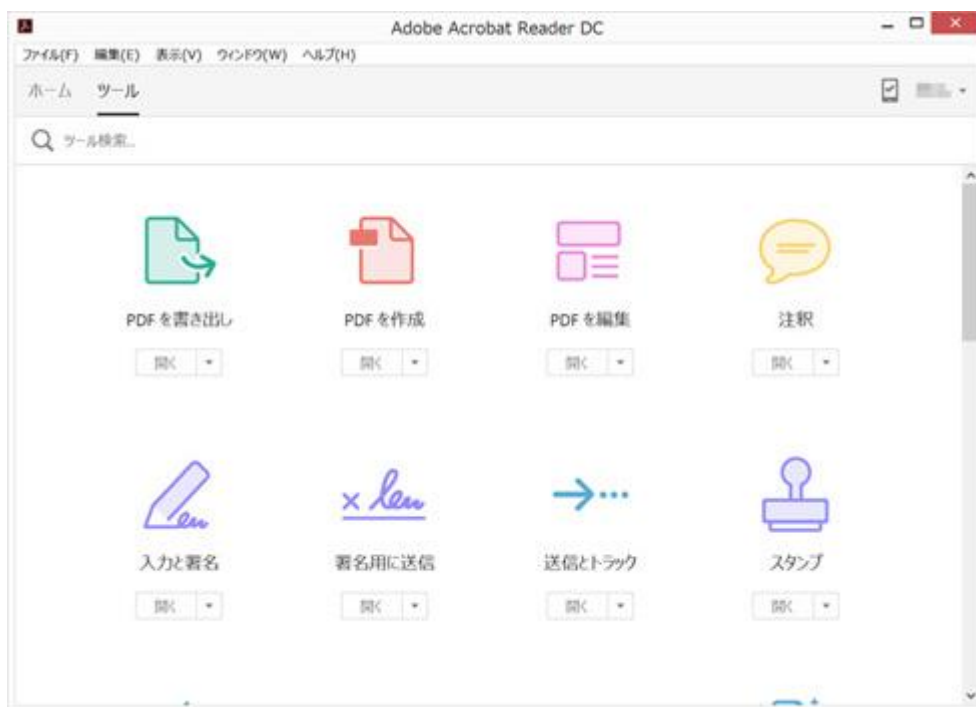 Adobe Acrobat Reader DC
ファイル(F) 編集(E) 表示(V) ウィンドウ(W) ヘルプ(H)
ホーム ツール
ツール検索...
PDF を書き出し PDF を作成 PDF を編集 注釈
開く 開く 開く 開く
入力と署名 署名用に送信 送信とトラック スタンプ
開く 開く 開く 開く